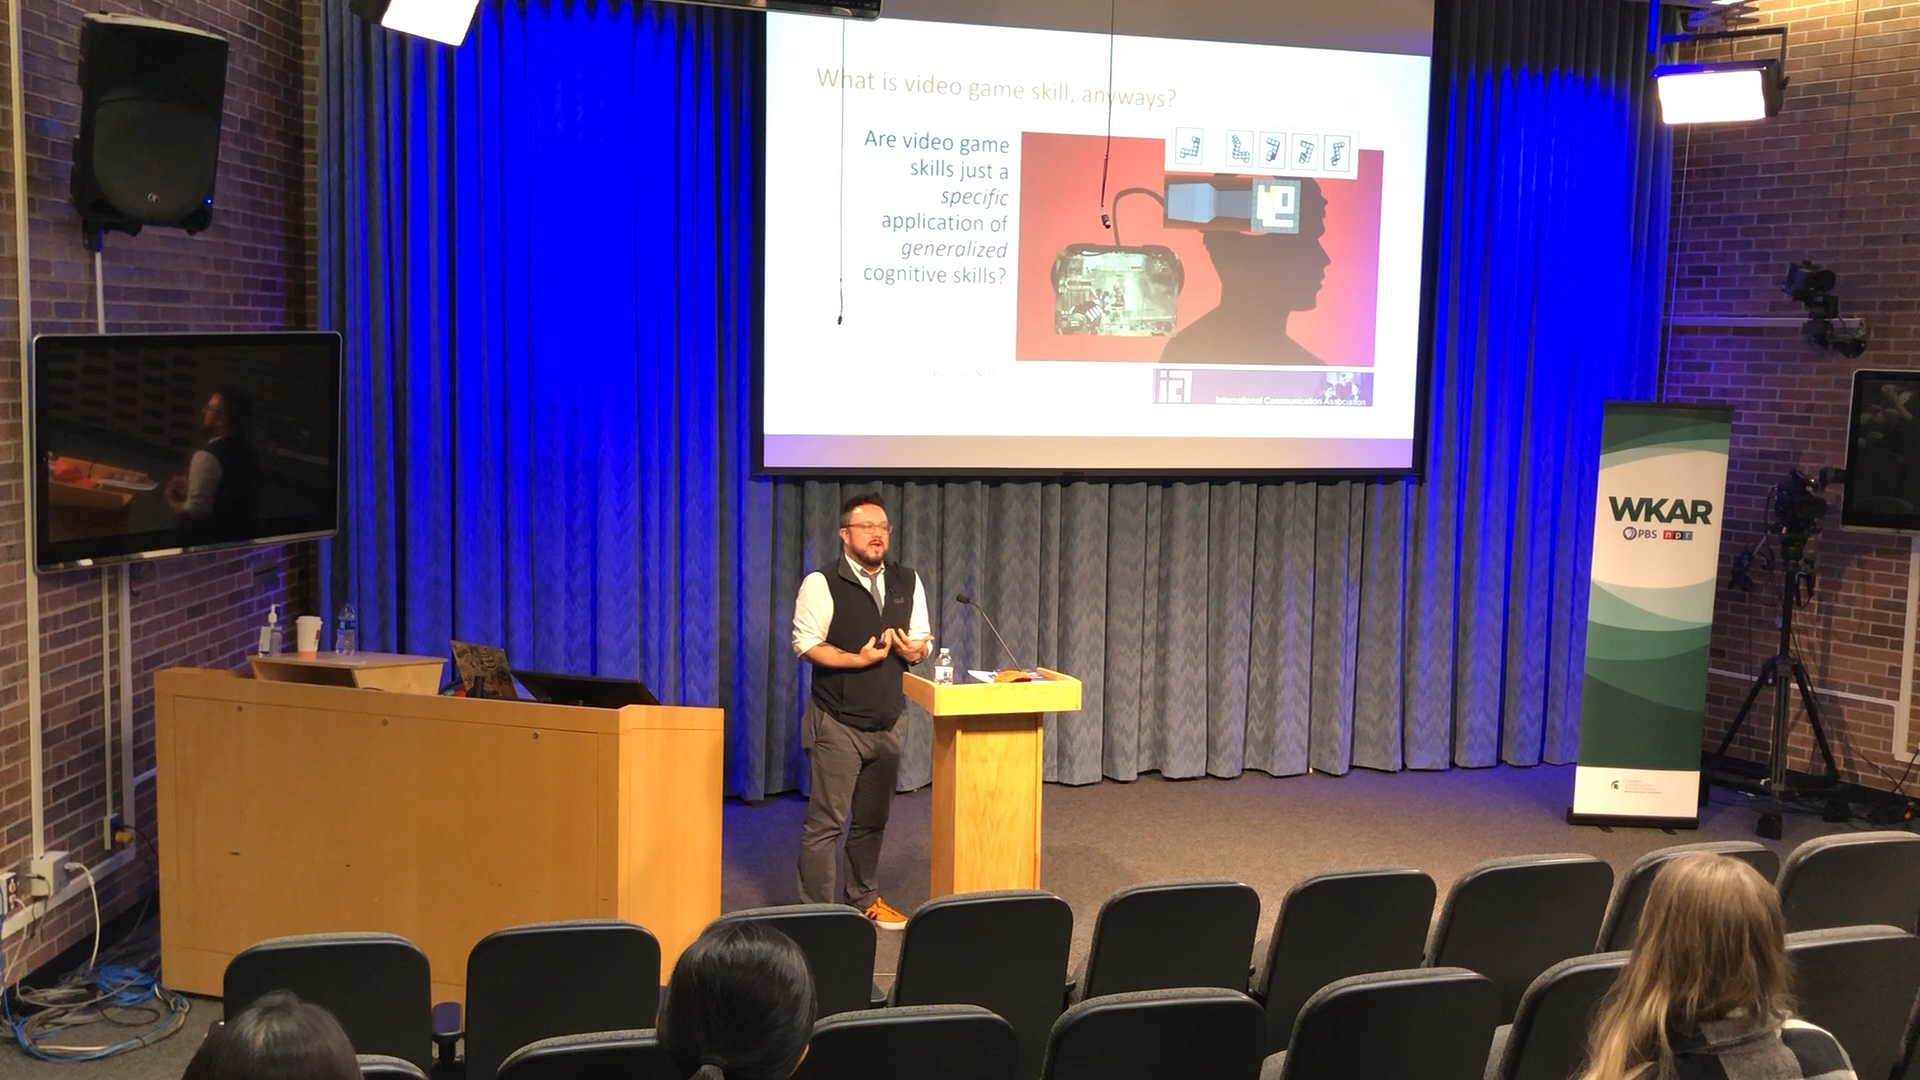 What is video game skill, anyways?
Are video game
skills just a
specific
application of
generalized
cognitive skills?
International Communication Association
WKAR
PBS npr